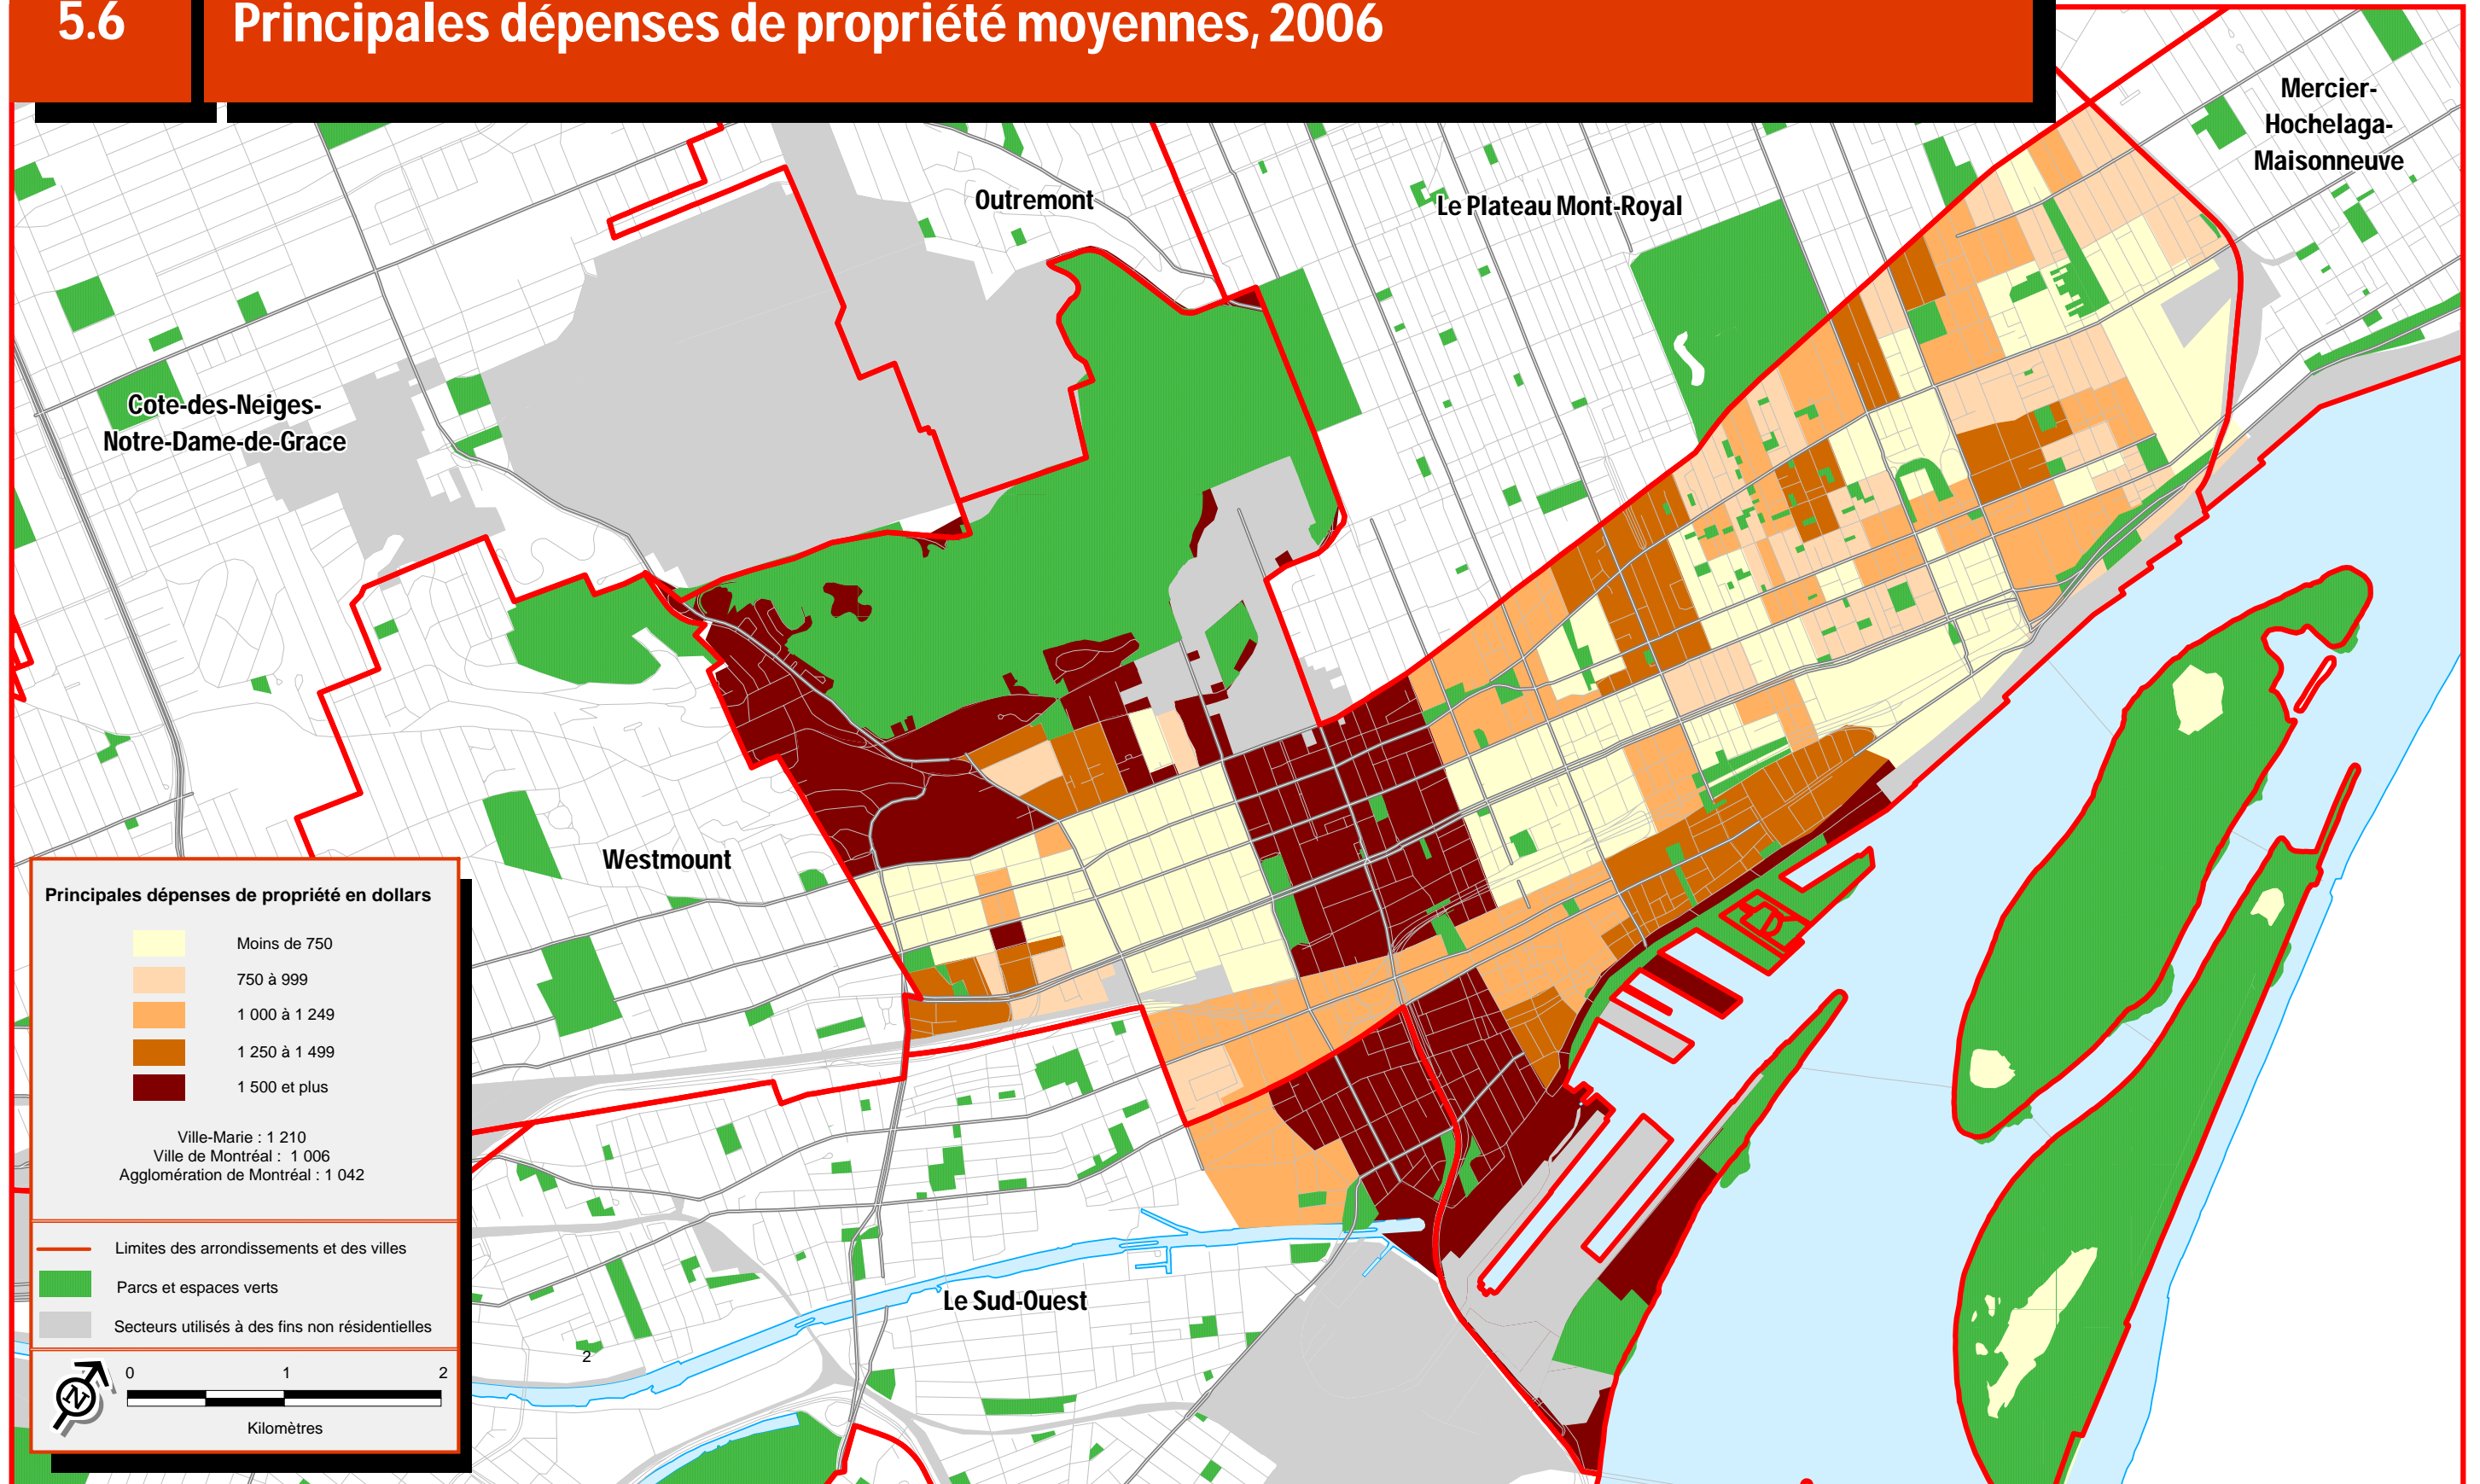 5.6
Principales dépenses de propriété moyennes, 2006
Mercier-
Hochelaga-
Maisonneuve
Outremont
Le Plateau Mont-Royal
Cote-des-Neiges-
Notre-Dame-de-Grace
Westmount
Le Sud-Ouest
Principales dépenses de propriété en dollars
Moins de 750
750 à 999
1 000 à 1 249
1 250 à 1 499
1 500 et plus
Ville-Marie : 1 210
Ville de Montréal : 1 006
Agglomération de Montréal : 1 042
Limites des arrondissements et des villes
Parcs et espaces verts
Secteurs utilisés à des fins non résidentielles
N
0 1 2
Kilomètres
2